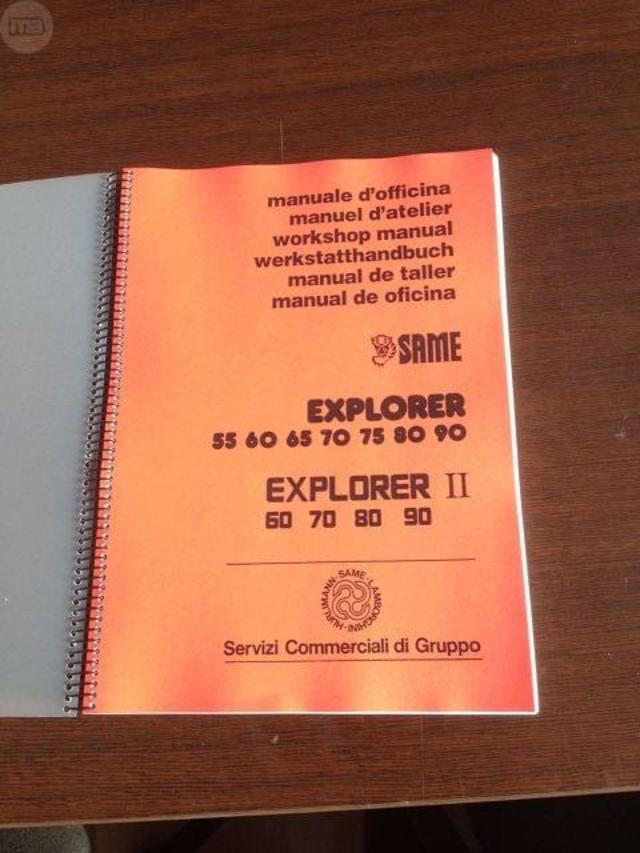 manuale d'officina
manuel d'atelier
workshop manual
werkstatthandbuch
manual de taller
manual de oficina
SAME
EXPLORER
55 60 65 70 75 80 90
EXPLORER II
60 70 80 90
HÜRLIMANN-SAME-LAMBORGHINI
Servizi Commerciali di Gruppo